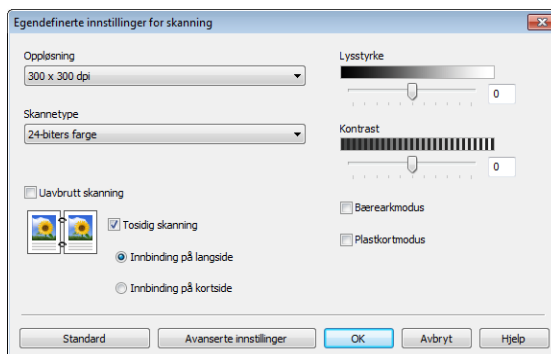 Egendefinerte innstillinger for skanning
Oppløsning
300 x 300 dpi
Skannetype
24-biters farge
Uavbrutt skanning
Tosidig skanning
Innbinding på langside
Innbinding på kortside
Lysstyrke
0
Kontrast
0
Bærearkmodus
Plastkortmodus
Standard
Avanserte innstillinger
OK
Avbryt
Hjelp